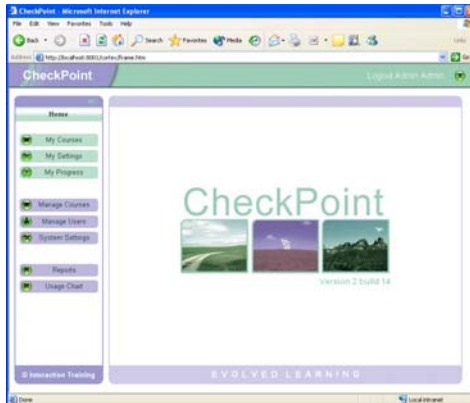 CheckPoint - Microsoft Internet Explorer
File Edit View Favorites Tools Help
Back Search Favorites Media
Address http://localhost:8081/cortex/frame.htm Go Links
CheckPoint
Logout Admin Admin
Home
My Courses
My Settings
My Progress
Manage Courses
Manage Users
System Settings
Reports
Usage Chart
CheckPoint
Version 2 build 14
© Interaction Training
EVOLVED LEARNING
Done
Local intranet